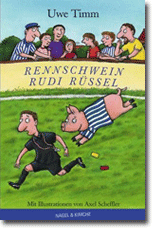 Uwe Timm
RENNSCHWEIN
RUDI RÜSSEL
Mit Illustrationen von Axel Scheffler
NAGEL & KIMCHE